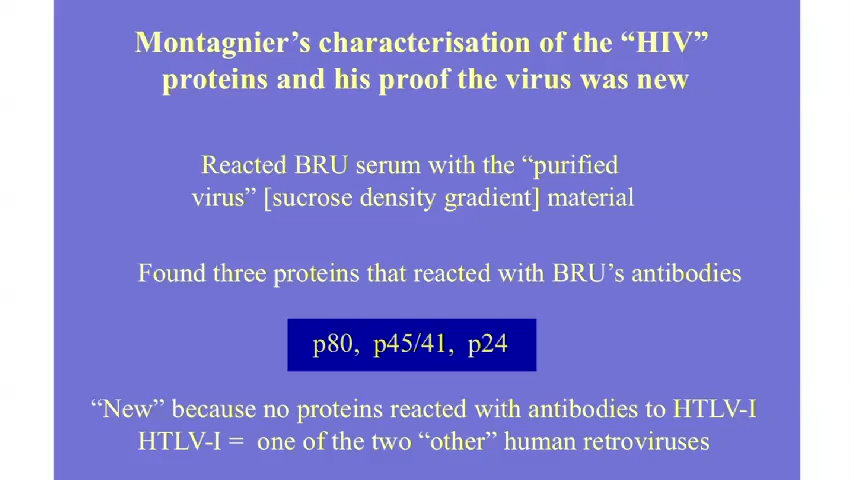 Montagnier’s characterisation of the “HIV”
proteins and his proof the virus was new
Reacted BRU serum with the “purified
virus” [sucrose density gradient] material
Found three proteins that reacted with BRU’s antibodies
p80, p45/41, p24
“New” because no proteins reacted with antibodies to HTLV-I
HTLV-I = one of the two “other” human retroviruses